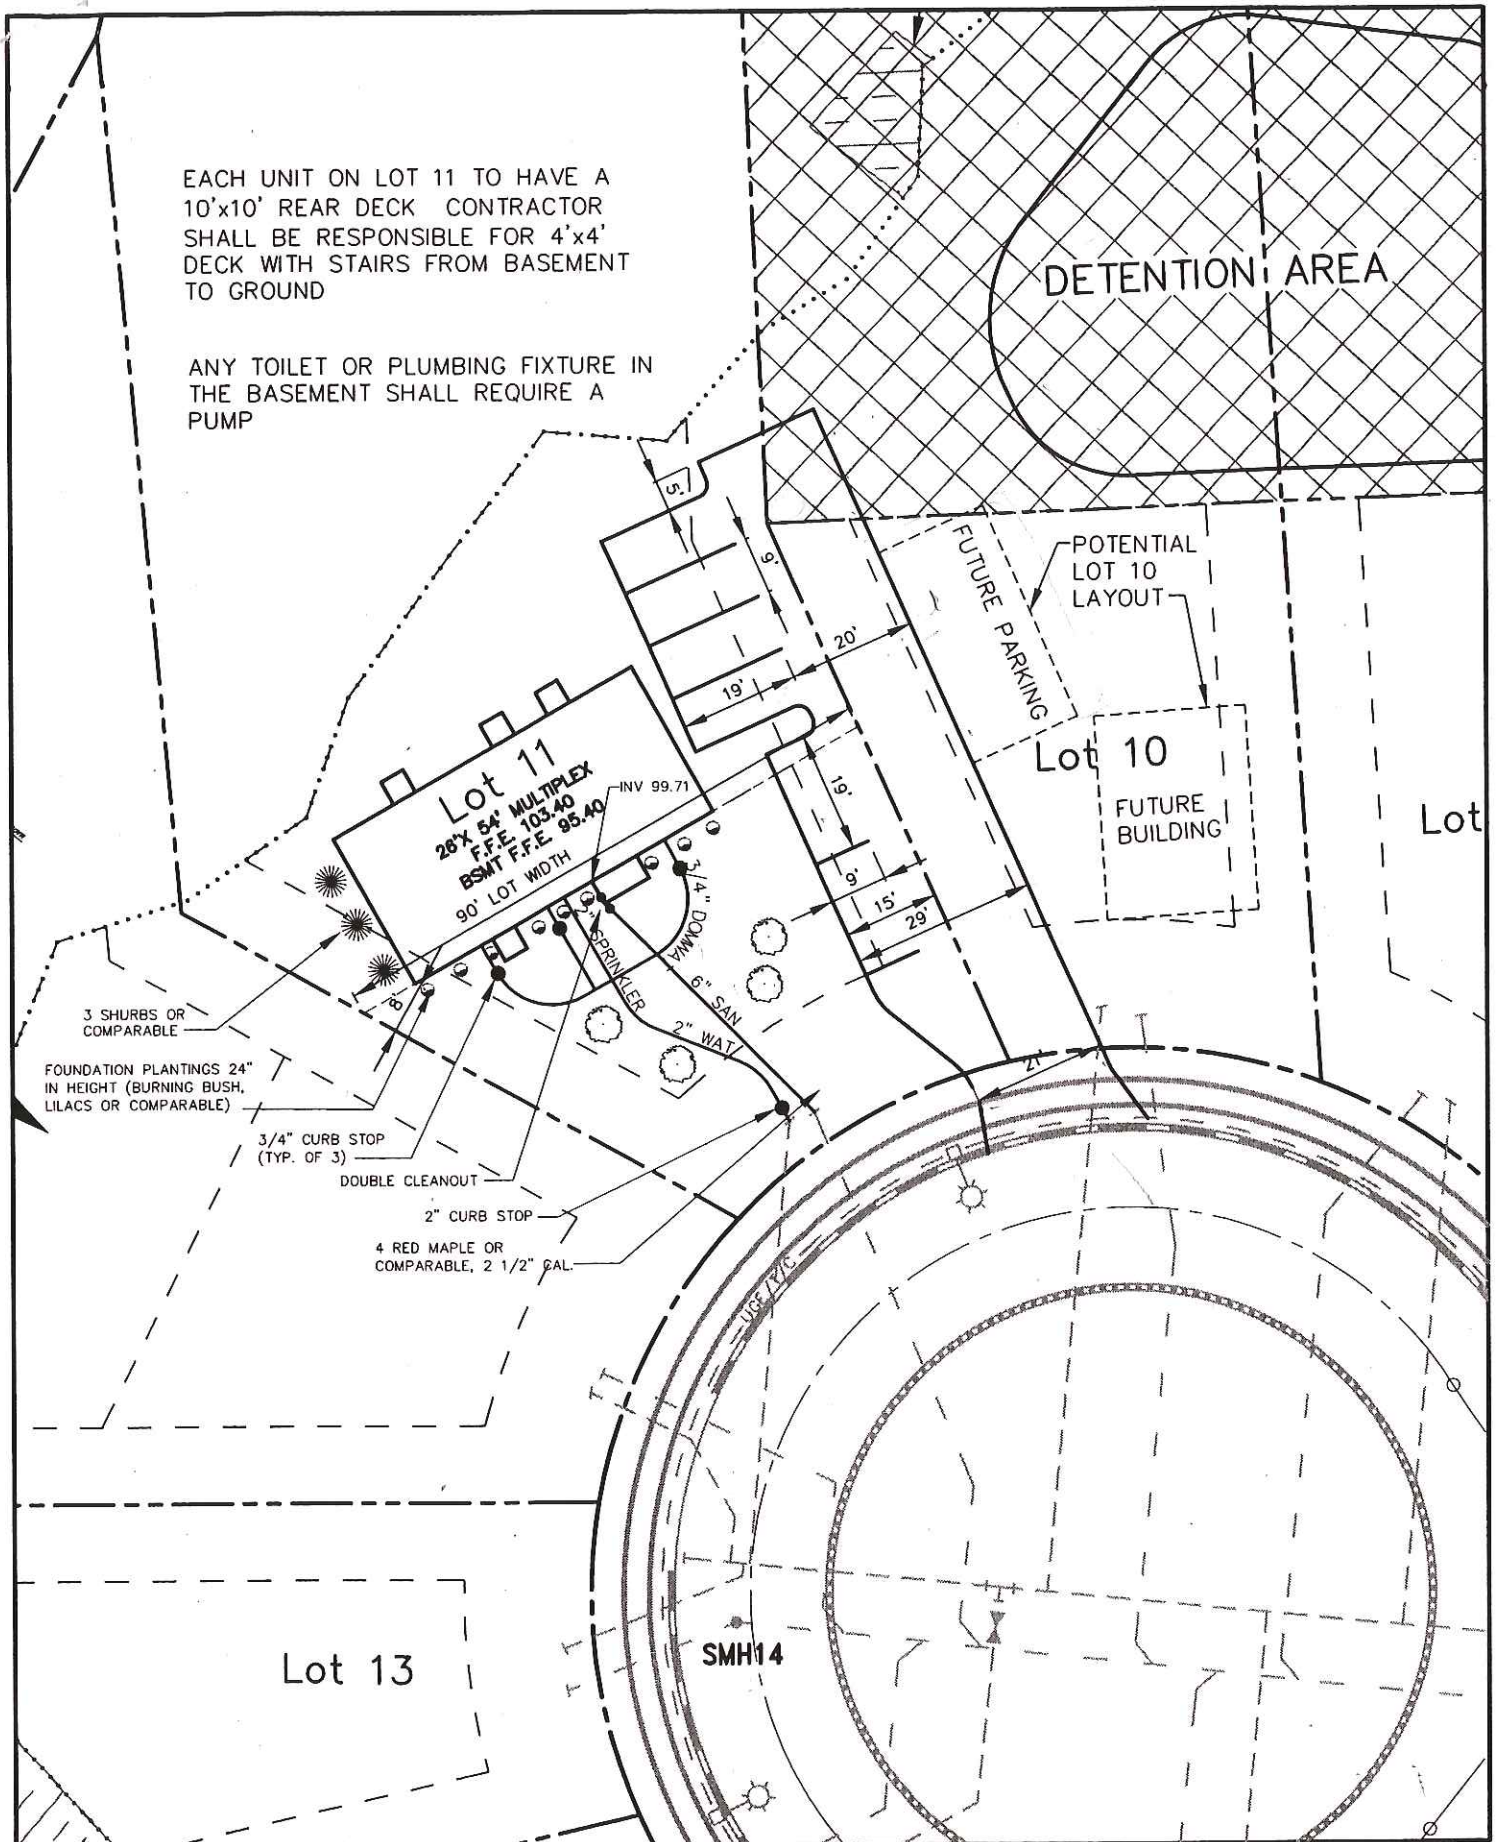 EACH UNIT ON LOT 11 TO HAVE A
10'x10' REAR DECK CONTRACTOR
SHALL BE RESPONSIBLE FOR 4'x4'
DECK WITH STAIRS FROM BASEMENT
TO GROUND
ANY TOILET OR PLUMBING FIXTURE IN
THE BASEMENT SHALL REQUIRE A
PUMP
DETENTION AREA
5'
9'
20'
19'
FUTURE PARKING
POTENTIAL
LOT 10
LAYOUT
Lot 10
FUTURE
BUILDING
Lot
Lot 11
26'X 54' MULTIPLEX
F.F.E. 103.40
BSMT F.F.E. 95.40
90' LOT WIDTH
INV 99.71
19'
9'
15'
29'
3/4" DOMWA
2" SPRINKLER
6" SAN
2" WAT
8'
21'
3 SHURBS OR
COMPARABLE
FOUNDATION PLANTINGS 24"
IN HEIGHT (BURNING BUSH,
LILACS OR COMPARABLE)
3/4" CURB STOP
(TYP. OF 3)
DOUBLE CLEANOUT
2" CURB STOP
4 RED MAPLE OR
COMPARABLE, 2 1/2" CAL.
UGE/T/C
SMH14
Lot 13